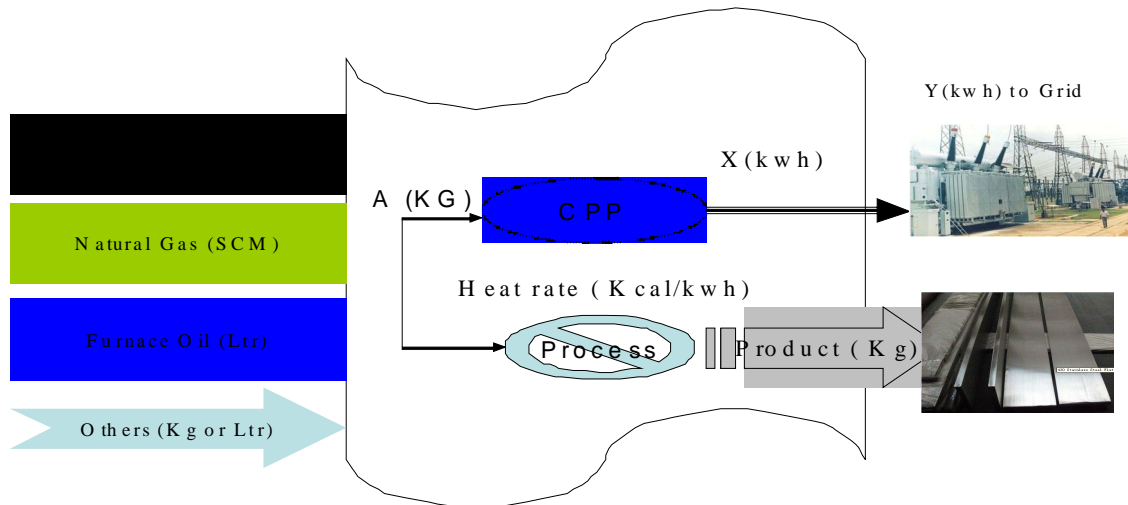 Y(kwh) to Grid
X(kwh)
A (KG)
CPP
Natural Gas (SCM)
Heat rate (Kcal/kwh)
Furnace Oil (Ltr)
Process
Product (Kg)
Others (Kg or Ltr)